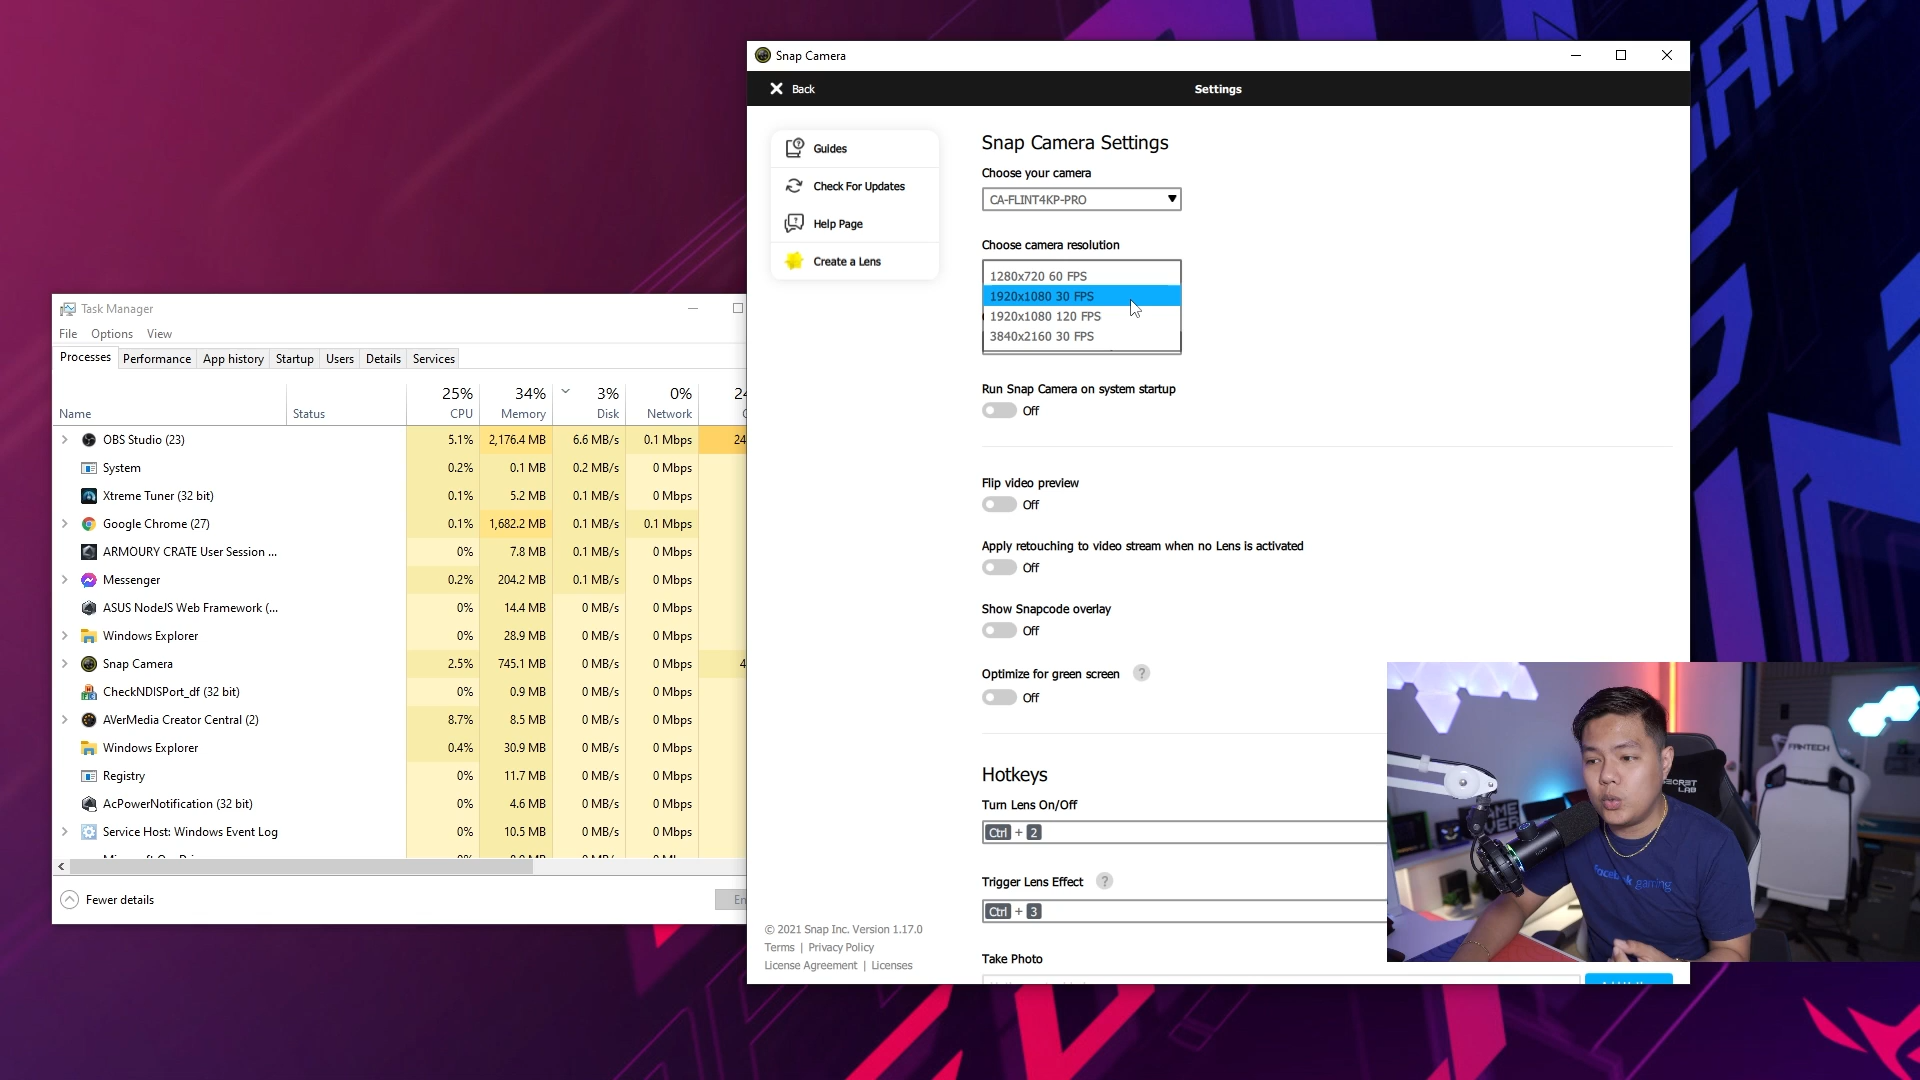 Snap Camera
Back
Settings
Guides
Check For Updates
Help Page
Create a Lens
Snap Camera Settings
Choose your camera
CA-FLINT4KP-PRO
Choose camera resolution
1280x720 60 FPS
1920x1080 30 FPS
1920x1080 120 FPS
3840x2160 30 FPS
Run Snap Camera on system startup
Off
Flip video preview
Off
Apply retouching to video stream when no Lens is activated
Off
Show Snapcode overlay
Off
Optimize for green screen ?
Off
Hotkeys
Turn Lens On/Off
Ctrl + 2
Trigger Lens Effect ?
Ctrl + 3
Take Photo
© 2021 Snap Inc. Version 1.17.0
Terms | Privacy Policy
License Agreement | Licenses
Task Manager
File Options View
Processes Performance App history Startup Users Details Services
25% 34% 3% 0%
Name Status CPU Memory Disk Network
OBS Studio (23) 5.1% 2,176.4 MB 6.6 MB/s 0.1 Mbps
System 0.2% 0.1 MB 0.2 MB/s 0 Mbps
Xtreme Tuner (32 bit) 0.1% 5.2 MB 0.1 MB/s 0 Mbps
Google Chrome (27) 0.1% 1,682.2 MB 0.1 MB/s 0.1 Mbps
ARMOURY CRATE User Session ... 0% 7.8 MB 0.1 MB/s 0 Mbps
Messenger 0.2% 204.2 MB 0.1 MB/s 0 Mbps
ASUS NodeJS Web Framework (... 0% 14.4 MB 0 MB/s 0 Mbps
Windows Explorer 0% 28.9 MB 0 MB/s 0 Mbps
Snap Camera 2.5% 745.1 MB 0 MB/s 0 Mbps
CheckNDISPort_df (32 bit) 0% 0.9 MB 0 MB/s 0 Mbps
AVerMedia Creator Central (2) 8.7% 8.5 MB 0 MB/s 0 Mbps
Windows Explorer 0.4% 30.9 MB 0 MB/s 0 Mbps
Registry 0% 11.7 MB 0 MB/s 0 Mbps
AcPowerNotification (32 bit) 0% 4.6 MB 0 MB/s 0 Mbps
Service Host: Windows Event Log 0% 10.5 MB 0 MB/s 0 Mbps
Fewer details
FANTECH
SECRET
LAB
GAME
OVER
facebook gaming